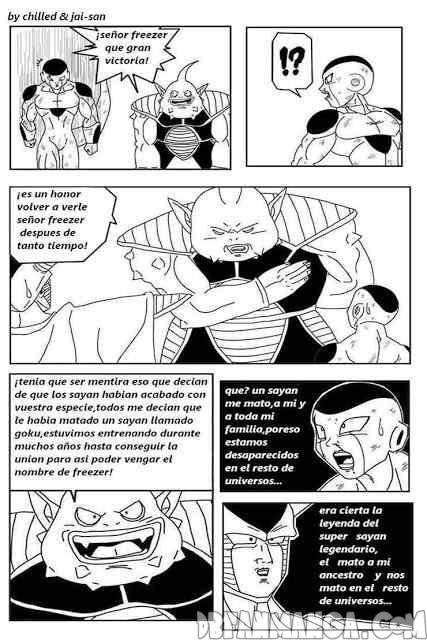 by chilled & jai-san
¡señor freezer
que gran
victoria!
!?
¡es un honor
volver a verle
señor freezer
despues de
tanto tiempo!
¡tenia que ser mentira eso que decian
de que los sayan habian acabado con
vuestra especie,todos me decian que
le habia matado un sayan llamado
goku,estuvimos entrenando durante
muchos años hasta conseguir la
union para asi poder vengar el
nombre de freezer!
que? un sayan
me mato,a mi y
a toda mi
familia,poreso
estamos
desaparecidos
en el resto de
universos...
era cierta la
leyenda del
super sayan
legendario,
el mato a mi
ancestro y nos
mato en el resto
de universos...
DBFANMANGA.COM